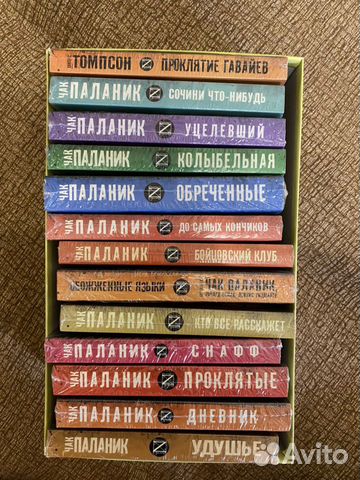 ТОМПСОН ПРОКЛЯТИЕ ГАВАЙЕВ
ЧАК ПАЛАНИК СОЧИНИ ЧТО-НИБУДЬ
ЧАК ПАЛАНИК УЦЕЛЕВШИЙ
ЧАК ПАЛАНИК КОЛЫБЕЛЬНАЯ
ЧАК ПАЛАНИК ОБРЕЧЕННЫЕ
ЧАК ПАЛАНИК ДО САМЫХ КОНЧИКОВ
ЧАК ПАЛАНИК БОЙЦОВСКИЙ КЛУБ
ОБОЖЖЕННЫЕ ЯЗЫКИ ЧАК ПАЛАНИК
ЧАК ПАЛАНИК КТО ВСЕ РАССКАЖЕТ
ЧАК ПАЛАНИК СНАФФ
ЧАК ПАЛАНИК ПРОКЛЯТЫЕ
ЧАК ПАЛАНИК ДНЕВНИК
ЧАК ПАЛАНИК УДУШЬЕ
Avito